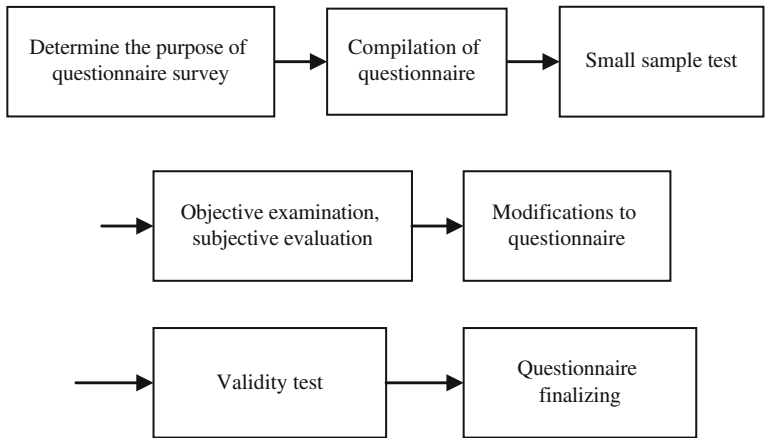 Determine the purpose of
questionnaire survey
Compilation of
questionnaire
Small sample test
Objective examination,
subjective evaluation
Modifications to
questionnaire
Validity test
Questionnaire
finalizing